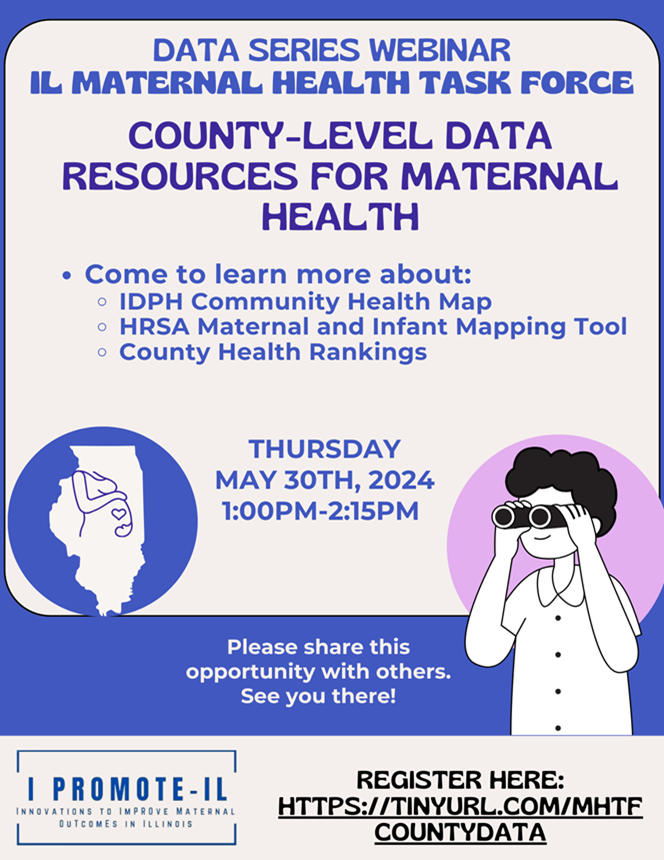 DATA SERIES WEBINAR
IL MATERNAL HEALTH TASK FORCE
COUNTY-LEVEL DATA
RESOURCES FOR MATERNAL
HEALTH
• Come to learn more about:
◦ IDPH Community Health Map
◦ HRSA Maternal and Infant Mapping Tool
◦ County Health Rankings
THURSDAY
MAY 30TH, 2024
1:00PM-2:15PM
Please share this
opportunity with others.
See you there!
I PROMOTE-IL
INNOVATIONS TO IMPROVE MATERNAL
OUTCOMES IN ILLINOIS
REGISTER HERE:
HTTPS://TINYURL.COM/MHTF
COUNTYDATA